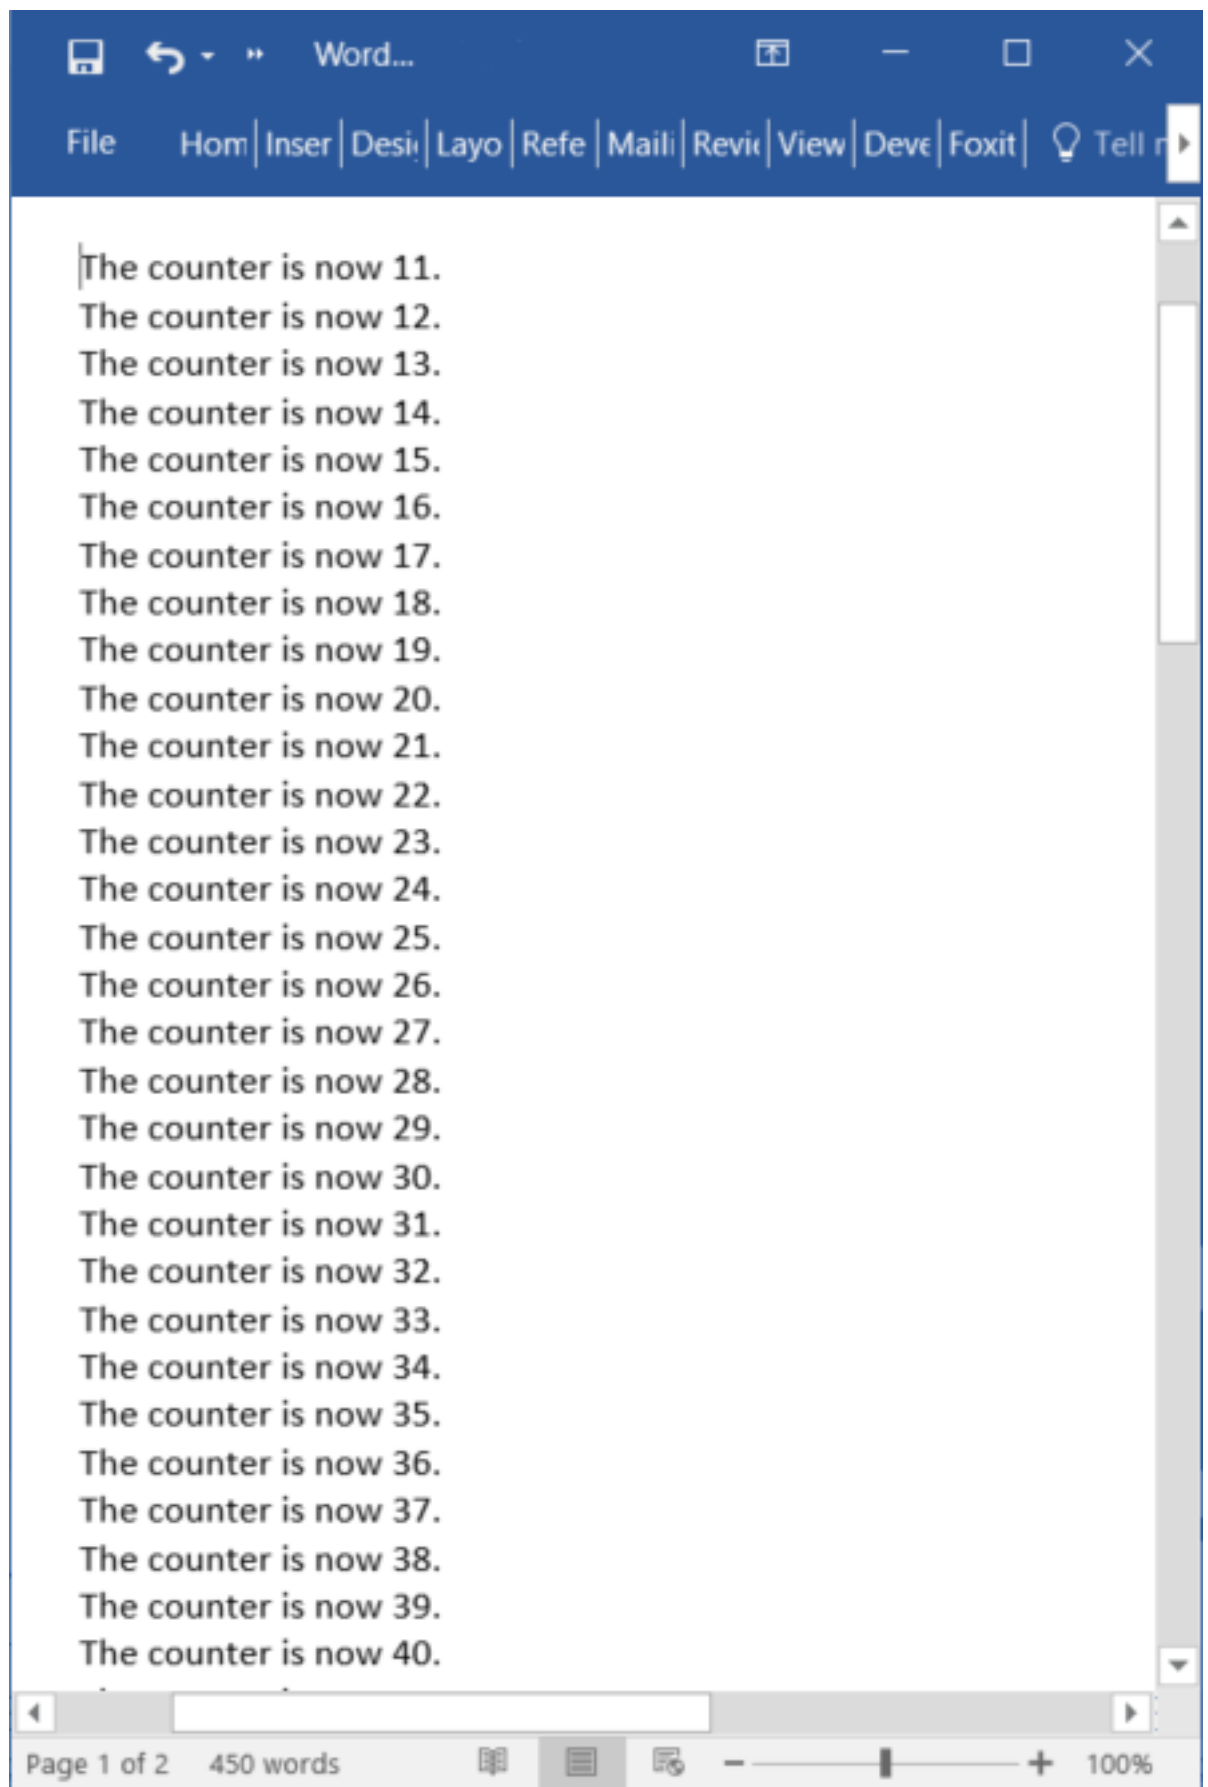 Word...
File Hom Inser Desi Layo Refe Maili Revi View Deve Foxit Tell
The counter is now 11.
The counter is now 12.
The counter is now 13.
The counter is now 14.
The counter is now 15.
The counter is now 16.
The counter is now 17.
The counter is now 18.
The counter is now 19.
The counter is now 20.
The counter is now 21.
The counter is now 22.
The counter is now 23.
The counter is now 24.
The counter is now 25.
The counter is now 26.
The counter is now 27.
The counter is now 28.
The counter is now 29.
The counter is now 30.
The counter is now 31.
The counter is now 32.
The counter is now 33.
The counter is now 34.
The counter is now 35.
The counter is now 36.
The counter is now 37.
The counter is now 38.
The counter is now 39.
The counter is now 40.
Page 1 of 2 450 words 100%